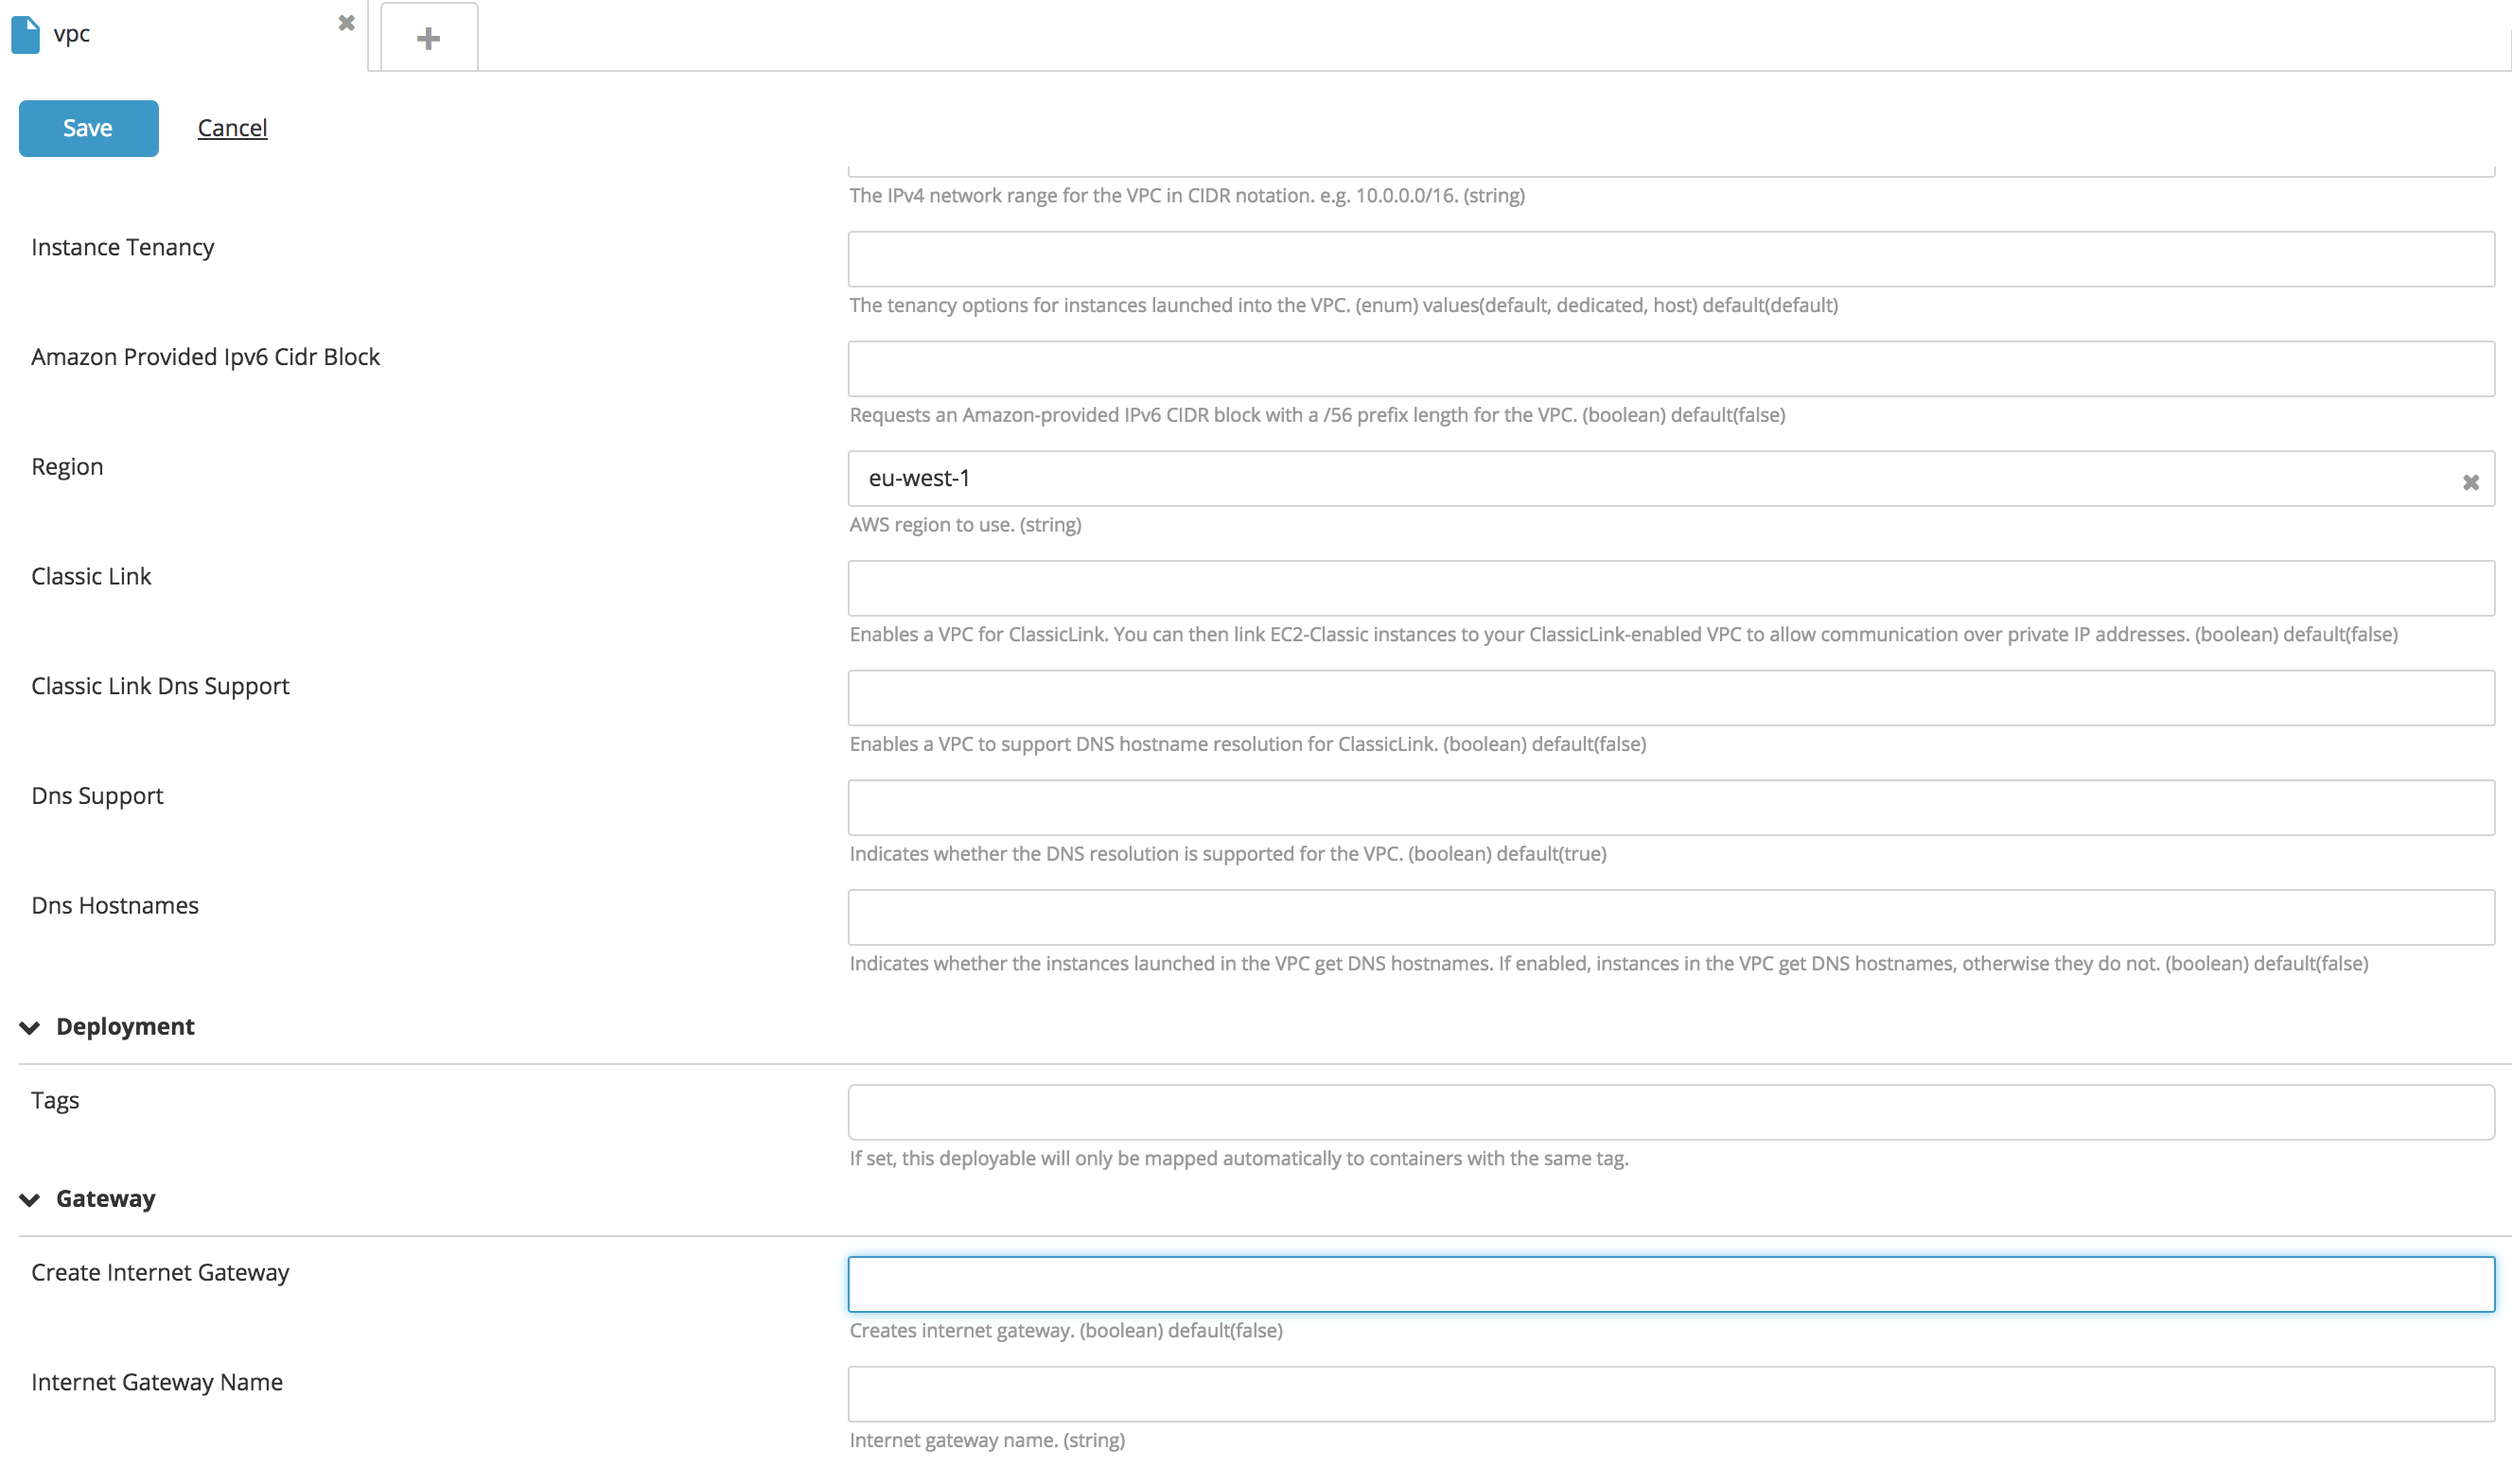 vpc
Save
Cancel
The IPv4 network range for the VPC in CIDR notation. e.g. 10.0.0.0/16. (string)
Instance Tenancy
The tenancy options for instances launched into the VPC. (enum) values(default, dedicated, host) default(default)
Amazon Provided Ipv6 Cidr Block
Requests an Amazon-provided IPv6 CIDR block with a /56 prefix length for the VPC. (boolean) default(false)
Region
eu-west-1
AWS region to use. (string)
Classic Link
Enables a VPC for ClassicLink. You can then link EC2-Classic instances to your ClassicLink-enabled VPC to allow communication over private IP addresses. (boolean) default(false)
Classic Link Dns Support
Enables a VPC to support DNS hostname resolution for ClassicLink. (boolean) default(false)
Dns Support
Indicates whether the DNS resolution is supported for the VPC. (boolean) default(true)
Dns Hostnames
Indicates whether the instances launched in the VPC get DNS hostnames. If enabled, instances in the VPC get DNS hostnames, otherwise they do not. (boolean) default(false)
Deployment
Tags
If set, this deployable will only be mapped automatically to containers with the same tag.
Gateway
Create Internet Gateway
Creates internet gateway. (boolean) default(false)
Internet Gateway Name
Internet gateway name. (string)